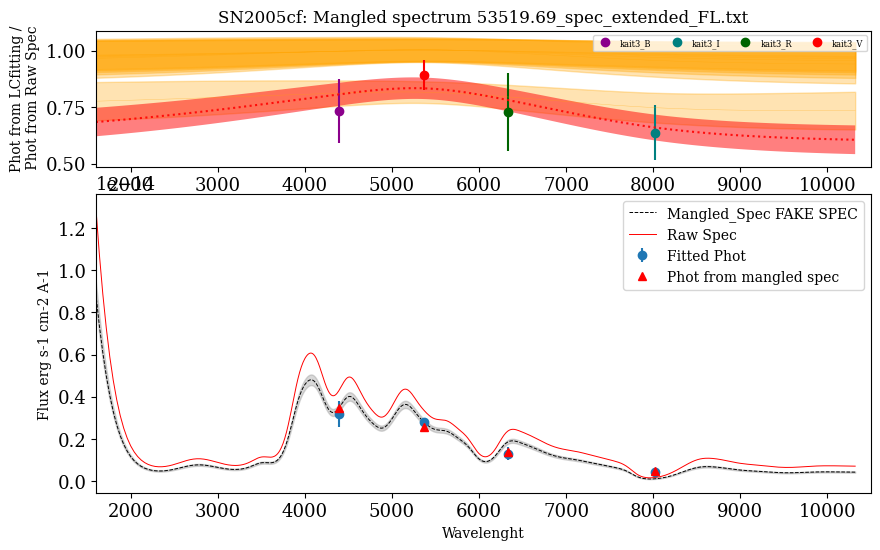 SN2005cf: Mangled spectrum 53519.69_spec_extended_FL.txt
Phot from LCfitting /
Phot from Raw Spec
1.00
0.75
0.50
kait3_B
kait3_I
kait3_R
kait3_V
2000 3000 4000 5000 6000 7000 8000 9000 10000
1e−14
Flux erg s-1 cm-2 A-1
1.2
1.0
0.8
0.6
0.4
0.2
0.0
Mangled_Spec FAKE SPEC
Raw Spec
Fitted Phot
Phot from mangled spec
2000 3000 4000 5000 6000 7000 8000 9000 10000
Wavelenght